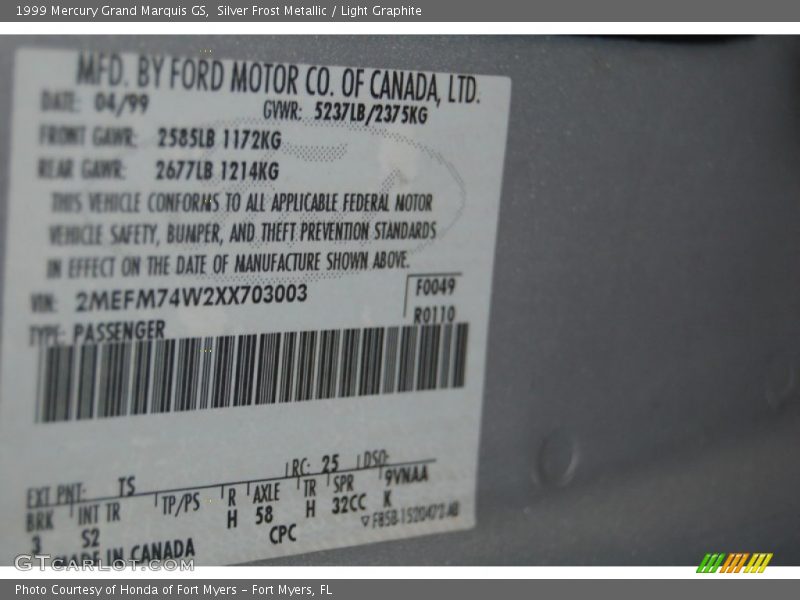 1999 Mercury Grand Marquis GS, Silver Frost Metallic / Light Graphite
MFD. BY FORD MOTOR CO. OF CANADA, LTD.
DATE: 04/99 GVWR: 5237LB/2375KG
FRONT GAWR: 2585LB 1172KG
REAR GAWR: 2677LB 1214KG
THIS VEHICLE CONFORMS TO ALL APPLICABLE FEDERAL MOTOR
VEHICLE SAFETY, BUMPER, AND THEFT PREVENTION STANDARDS
IN EFFECT ON THE DATE OF MANUFACTURE SHOWN ABOVE.
VIN: 2MEFM74W2XX703003
F0049
TYPE: PASSENGER R0110
EXT PNT: TS RC: 25 DSO:
BRK INT TR TP/PS R AXLE TR SPR 9VNAA
3 S2 H 58 H 32CC K
CPC
MADE IN CANADA
GTcarlot.com
Photo Courtesy of Honda of Fort Myers - Fort Myers, FL